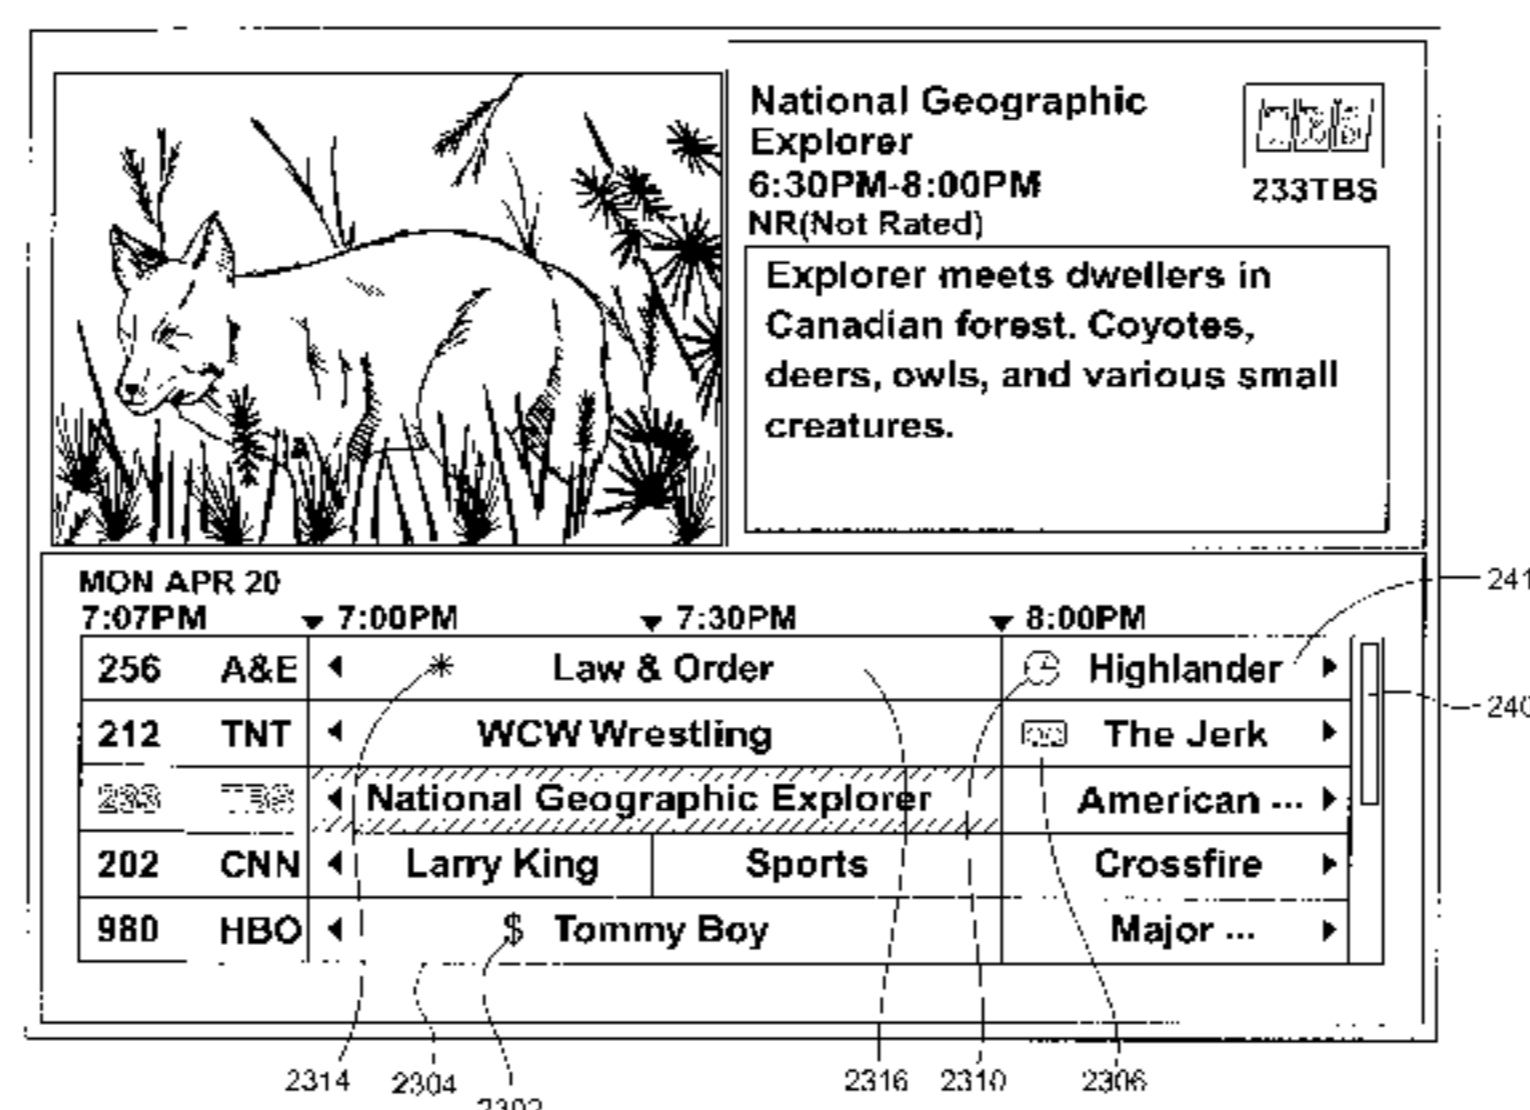 National Geographic
Explorer
6:30PM-8:00PM
NR(Not Rated)
TBS
233TBS
Explorer meets dwellers in
Canadian forest. Coyotes,
deers, owls, and various small
creatures.
MON APR 20
7:07PM 7:00PM 7:30PM 8:00PM
256 A&E * Law & Order Highlander
212 TNT WCW Wrestling The Jerk
233 TBS National Geographic Explorer American ...
202 CNN Larry King Sports Crossfire
980 HBO $ Tommy Boy Major ...
241
240
2314 2304 2316 2310 2306